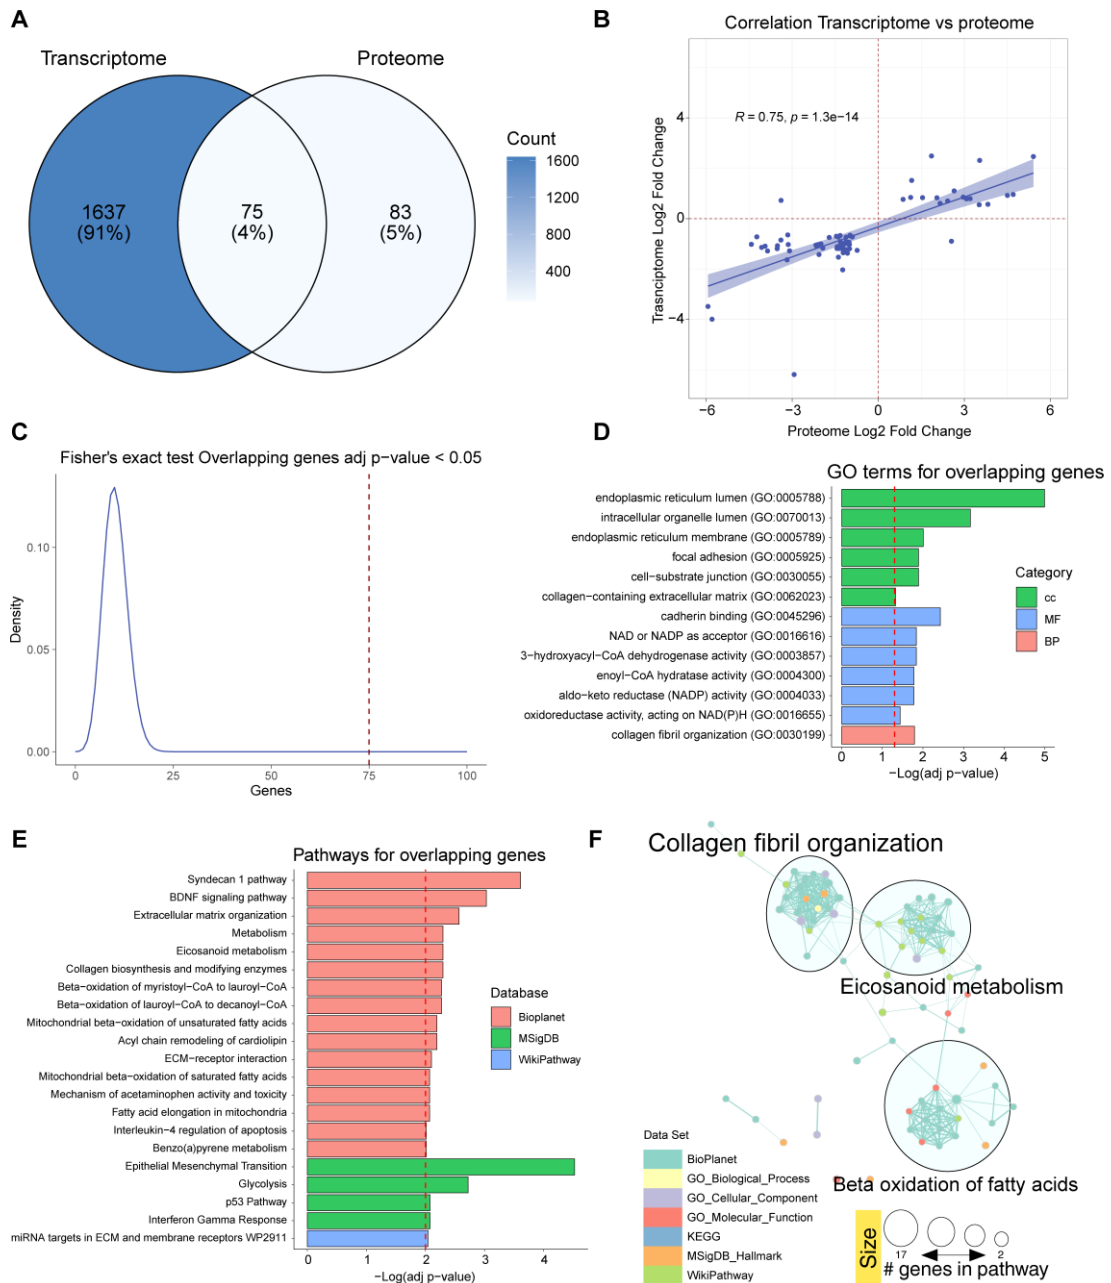 A
Transcriptome
Proteome
1637
(91%)
75
(4%)
83
(5%)
Count
1600
1200
800
400
B
Correlation Transcriptome vs proteome
R = 0.75, p = 1.3e−14
Trasnciptome Log2 Fold Change
4
0
−4
−6
−3
0
3
6
Proteome Log2 Fold Change
C
Fisher's exact test Overlapping genes adj p−value < 0.05
Density
0.10
0.05
0.00
0
25
50
75
100
Genes
D
GO terms for overlapping genes
endoplasmic reticulum lumen (GO:0005788)
intracellular organelle lumen (GO:0070013)
endoplasmic reticulum membrane (GO:0005789)
focal adhesion (GO:0005925)
cell−substrate junction (GO:0030055)
collagen−containing extracellular matrix (GO:0062023)
cadherin binding (GO:0045296)
NAD or NADP as acceptor (GO:0016616)
3−hydroxyacyl−CoA dehydrogenase activity (GO:0003857)
enoyl−CoA hydratase activity (GO:0004300)
aldo−keto reductase (NADP) activity (GO:0004033)
oxidoreductase activity, acting on NAD(P)H (GO:0016655)
collagen fibril organization (GO:0030199)
0
1
2
3
4
5
−Log(adj p−value)
Category
cc
MF
BP
E
Pathways for overlapping genes
Syndecan 1 pathway
BDNF signaling pathway
Extracellular matrix organization
Metabolism
Eicosanoid metabolism
Collagen biosynthesis and modifying enzymes
Beta−oxidation of myristoyl−CoA to lauroyl−CoA
Beta−oxidation of lauroyl−CoA to decanoyl−CoA
Mitochondrial beta−oxidation of unsaturated fatty acids
Acyl chain remodeling of cardiolipin
ECM−receptor interaction
Mitochondrial beta−oxidation of saturated fatty acids
Mechanism of acetaminophen activity and toxicity
Fatty acid elongation in mitochondria
Interleukin−4 regulation of apoptosis
Benzo(a)pyrene metabolism
Epithelial Mesenchymal Transition
Glycolysis
p53 Pathway
Interferon Gamma Response
miRNA targets in ECM and membrane receptors WP2911
0
1
2
3
4
−Log(adj p−value)
Database
Bioplanet
MSigDB
WikiPathway
F
Collagen fibril organization
Eicosanoid metabolism
Beta oxidation of fatty acids
Data Set
BioPlanet
GO_Biological_Process
GO_Cellular_Component
GO_Molecular_Function
KEGG
MSigDB_Hallmark
WikiPathway
Size
17
2
# genes in pathway